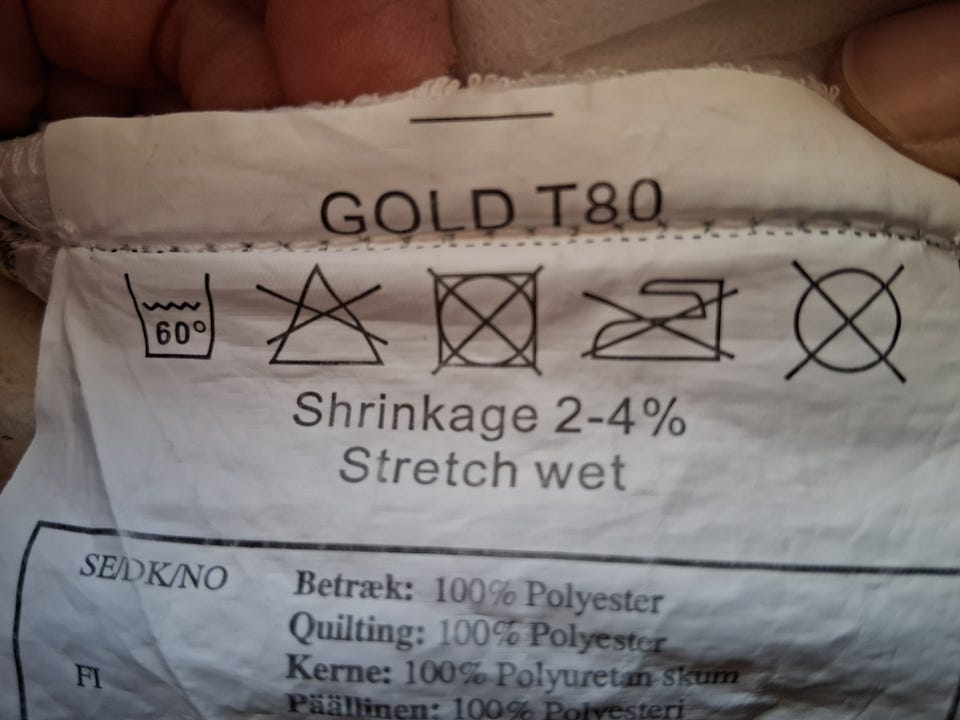 GOLD T80
60°
Shrinkage 2-4%
Stretch wet
SE/DK/NO
Betræk: 100% Polyester
Quilting: 100% Polyester
FI
Kerne: 100% Polyuretan skum
Päällinen: 100% Polyesteri